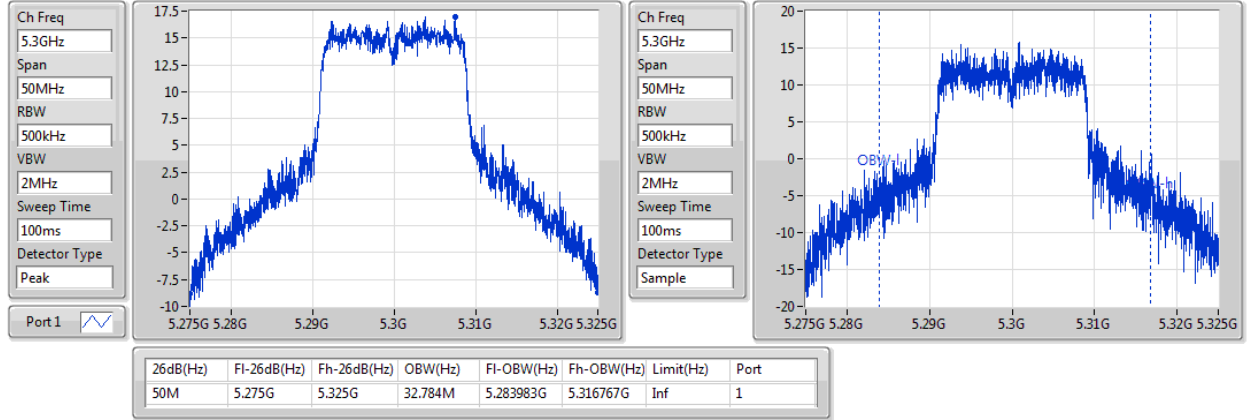 Ch Freq
5.3GHz
Span
50MHz
RBW
500kHz
VBW
2MHz
Sweep Time
100ms
Detector Type
Peak
Port 1
17.5
15
12.5
10
7.5
5
2.5
0
-2.5
-5
-7.5
-10
5.275G 5.28G 5.29G 5.3G 5.31G 5.32G 5.325G
Ch Freq
5.3GHz
Span
50MHz
RBW
500kHz
VBW
2MHz
Sweep Time
100ms
Detector Type
Sample
20
15
10
5
0
-5
-10
-15
-20
OBW-l
5.275G 5.28G 5.29G 5.3G 5.31G 5.32G 5.325G
26dB(Hz) Fl-26dB(Hz) Fh-26dB(Hz) OBW(Hz) Fl-OBW(Hz) Fh-OBW(Hz) Limit(Hz) Port
50M 5.275G 5.325G 32.784M 5.283983G 5.316767G Inf 1